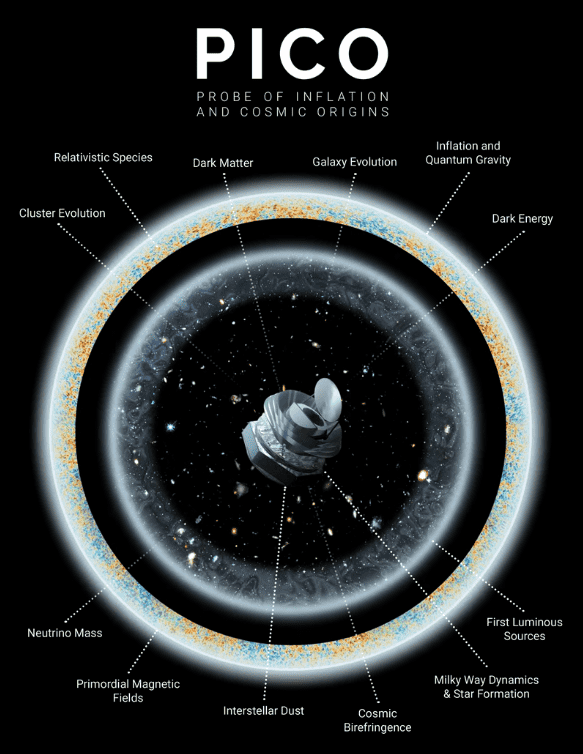 PICO
PROBE OF INFLATION
AND COSMIC ORIGINS
Inflation and
Quantum Gravity
Relativistic Species
Dark Matter
Galaxy Evolution
Cluster Evolution
Dark Energy
Neutrino Mass
First Luminous
Sources
Primordial Magnetic
Fields
Milky Way Dynamics
& Star Formation
Interstellar Dust
Cosmic
Birefringence